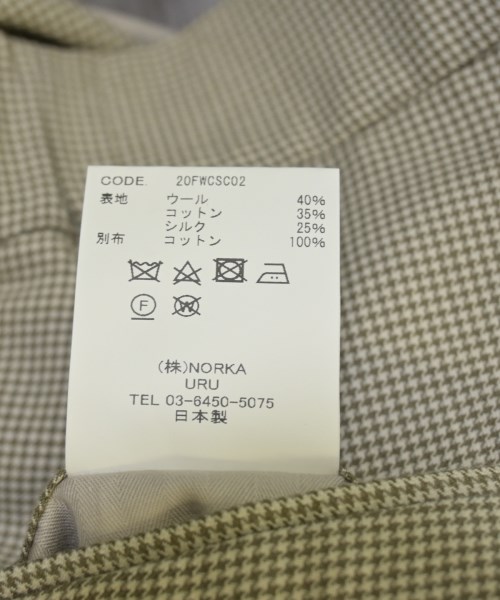 CODE. 20FWCSC02
表地 ウール 40%
コットン 35%
シルク 25%
別布 コットン 100%
F W
(株)NORKA
URU
TEL 03-6450-5075
日本製